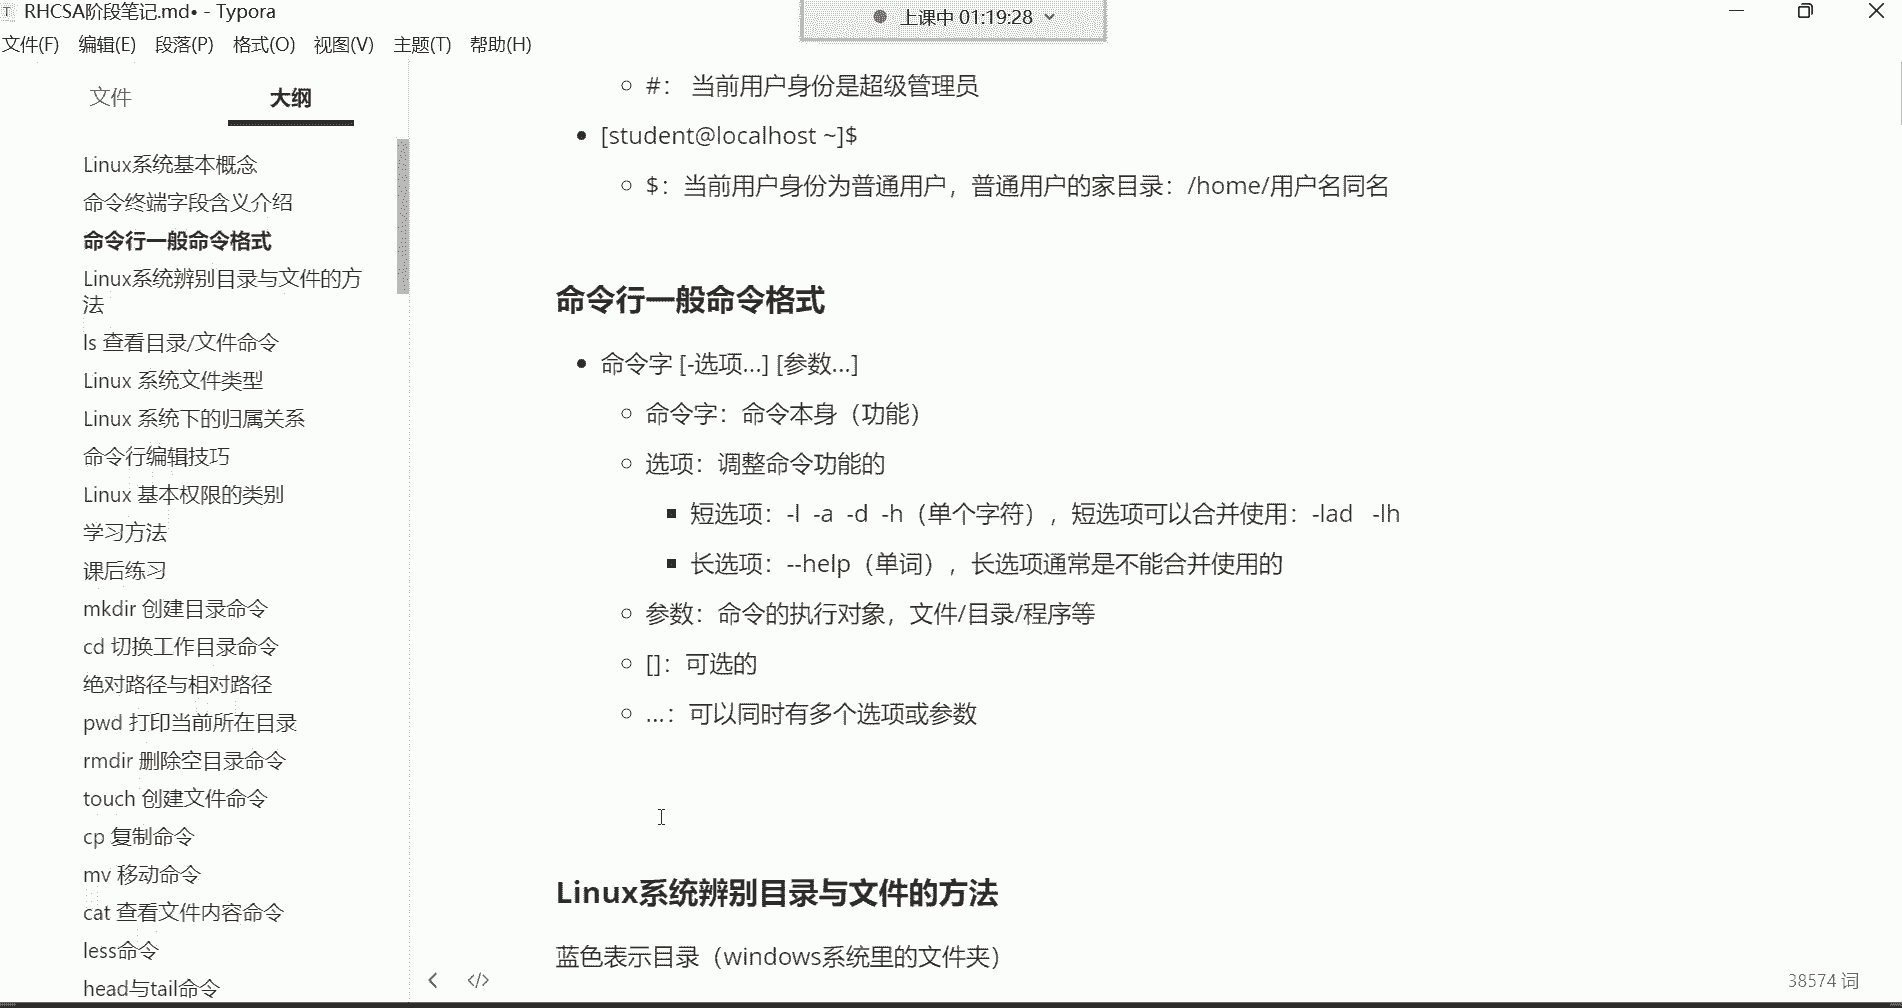 RHCSA阶段笔记.md• - Typora
上课中 01:19:28
文件(F) 编辑(E) 段落(P) 格式(O) 视图(V) 主题(T) 帮助(H)
文件 大纲
Linux系统基本概念
命令终端字段含义介绍
命令行一般命令格式
Linux系统辨别目录与文件的方
法
ls 查看目录/文件命令
Linux 系统文件类型
Linux 系统下的归属关系
命令行编辑技巧
Linux 基本权限的类别
学习方法
课后练习
mkdir 创建目录命令
cd 切换工作目录命令
绝对路径与相对路径
pwd 打印当前所在目录
rmdir 删除空目录命令
touch 创建文件命令
cp 复制命令
mv 移动命令
cat 查看文件内容命令
less命令
head与tail命令
#： 当前用户身份是超级管理员
[student@localhost ~]$
$：当前用户身份为普通用户，普通用户的家目录：/home/用户名同名
命令行一般命令格式
命令字 [-选项…] [参数…]
命令字：命令本身（功能）
选项：调整命令功能的
短选项：-l -a -d -h（单个字符），短选项可以合并使用：-lad -lh
长选项：--help（单词），长选项通常是不能合并使用的
参数：命令的执行对象，文件/目录/程序等
[]：可选的
…：可以同时有多个选项或参数
Linux系统辨别目录与文件的方法
蓝色表示目录（windows系统里的文件夹）
38574 词